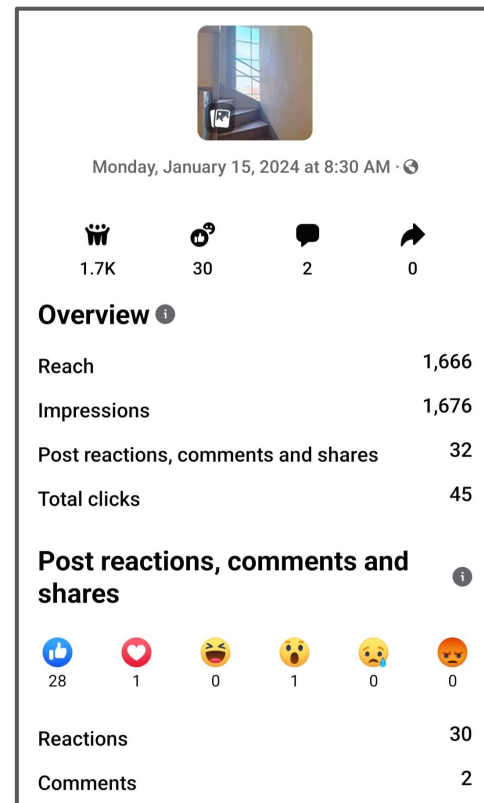 Monday, January 15, 2024 at 8:30 AM ·
1.7K 30 2 0
Overview
Reach 1,666
Impressions 1,676
Post reactions, comments and shares 32
Total clicks 45
Post reactions, comments and
shares
28 1 0 1 0 0
Reactions 30
Comments 2